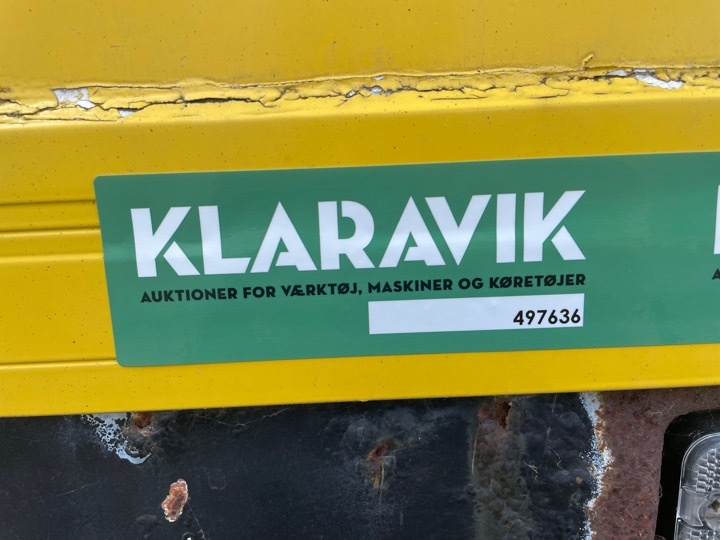 KLARAVIK
AUKTIONER FOR VÆRKTØJ, MASKINER OG KØRETØJER
497636